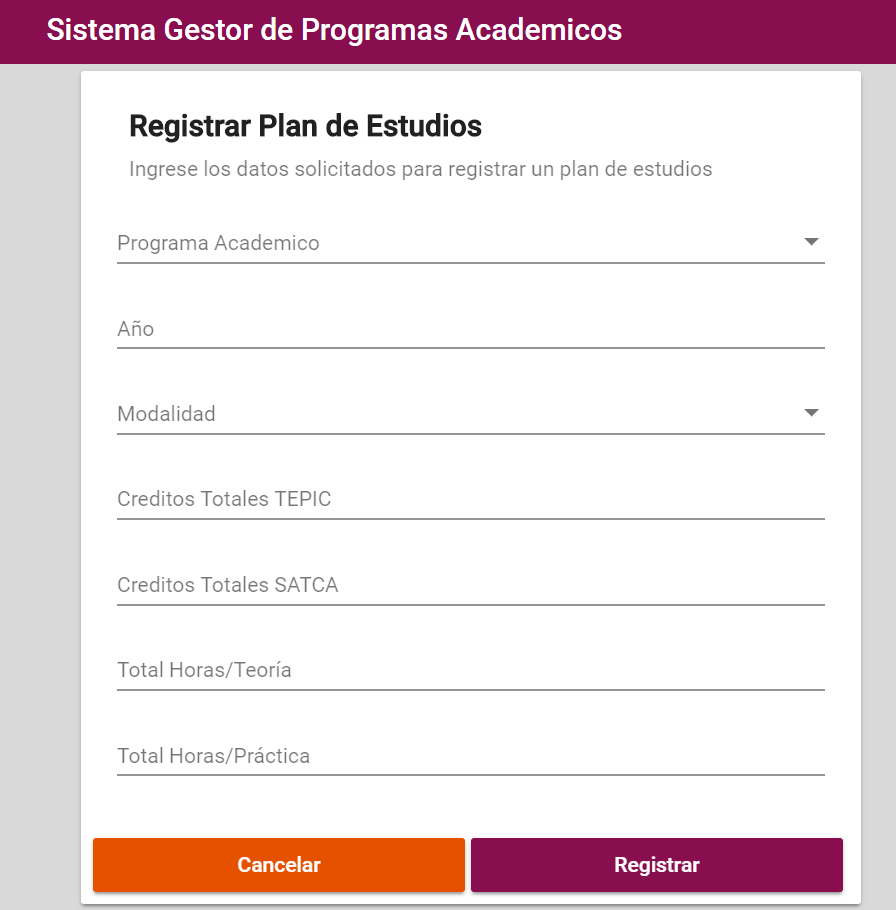 Sistema Gestor de Programas Academicos
Registrar Plan de Estudios
Ingrese los datos solicitados para registrar un plan de estudios
Programa Academico
Año
Modalidad
Creditos Totales TEPIC
Creditos Totales SATCA
Total Horas/Teoría
Total Horas/Práctica
Cancelar
Registrar